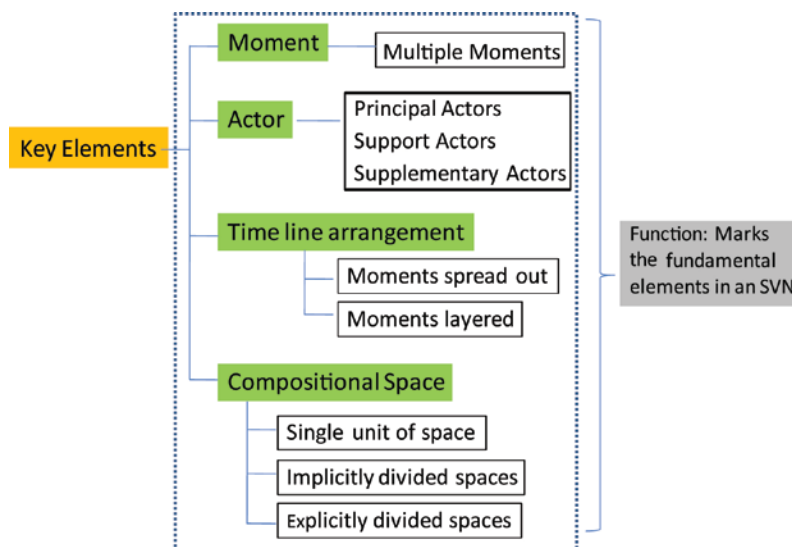 Moment
Multiple Moments
Actor
Principal Actors
Support Actors
Supplementary Actors
Key Elements
Time line arrangement
Moments spread out
Moments layered
Function: Marks
the fundamental
elements in an SVN
Compositional Space
Single unit of space
Implicitly divided spaces
Explicitly divided spaces